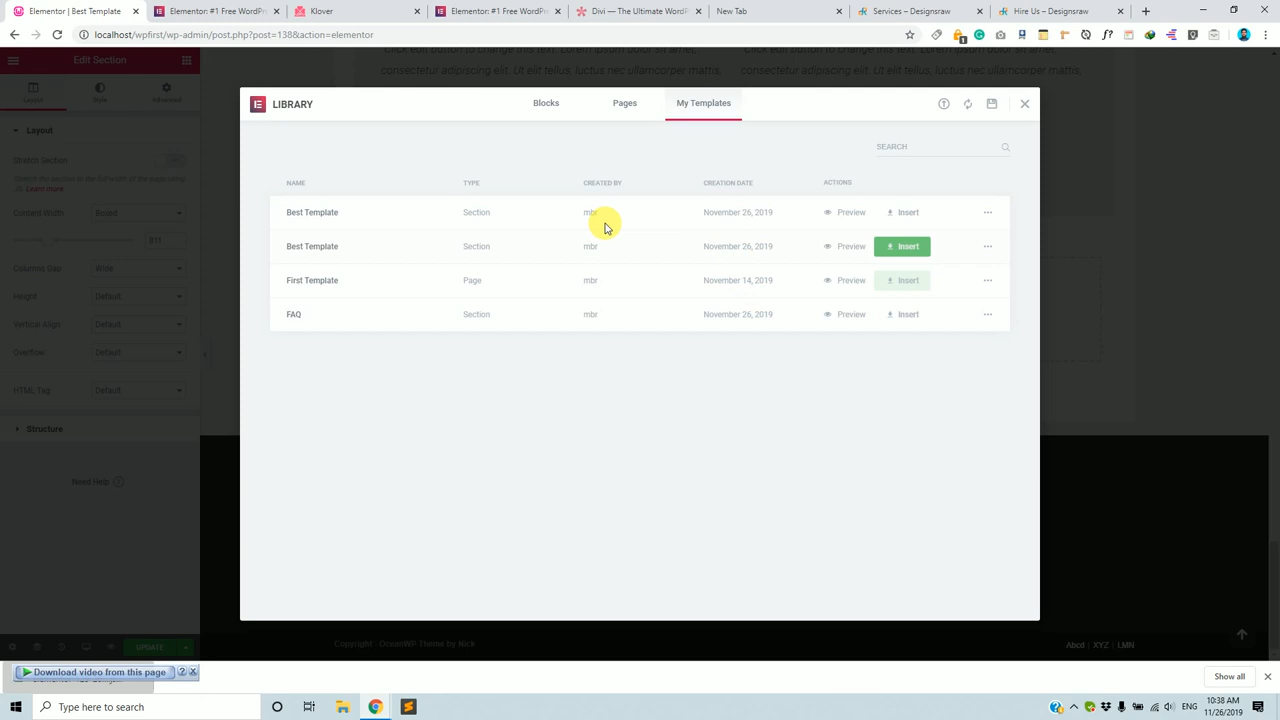 Elementor Best Template
Elementor: #1 Free WordPr
Klover
Elementor: #1 Free WordPr
Divi – The Ultimate WordP
New Tab
Services – Designsraw
Hire Us – Designsraw
localhost/wpfirst/wp-admin/post.php?post=138&action=elementor
1
Edit Section
Click edit button to change this text. Lorem ipsum sit amet,
Click edit button to change this text. Lorem ipsum sit amet,
consectetur adipiscing elit. Ut elit tellus, luctus nec ullamcorper mattis,
consectetur adipiscing elit. Ut elit tellus, luctus nec ullamcorper mattis,
Layout
Style
Advanced
LIBRARY
Blocks
Pages
My Templates
Layout
Stretch Section
Stretch the section to the full width of the page using
JS. Learn more.
Content Width
Boxed
811
Columns Gap
Wide
Height
Default
Vertical Align
Default
Overflow
Default
HTML Tag
Default
Structure
Need Help
SEARCH
NAME TYPE CREATED BY CREATION DATE ACTIONS
Best Template Section mbr November 26, 2019 Preview Insert
Best Template Section mbr November 26, 2019 Preview Insert
First Template Page mbr November 14, 2019 Preview Insert
FAQ Section mbr November 26, 2019 Preview Insert
UPDATE
Copyright - OceanWP Theme by Nick
Abcd | XYZ | LMN
Download video from this page
?
X
Show all
Type here to search
ENG
10:38 AM
11/26/2019